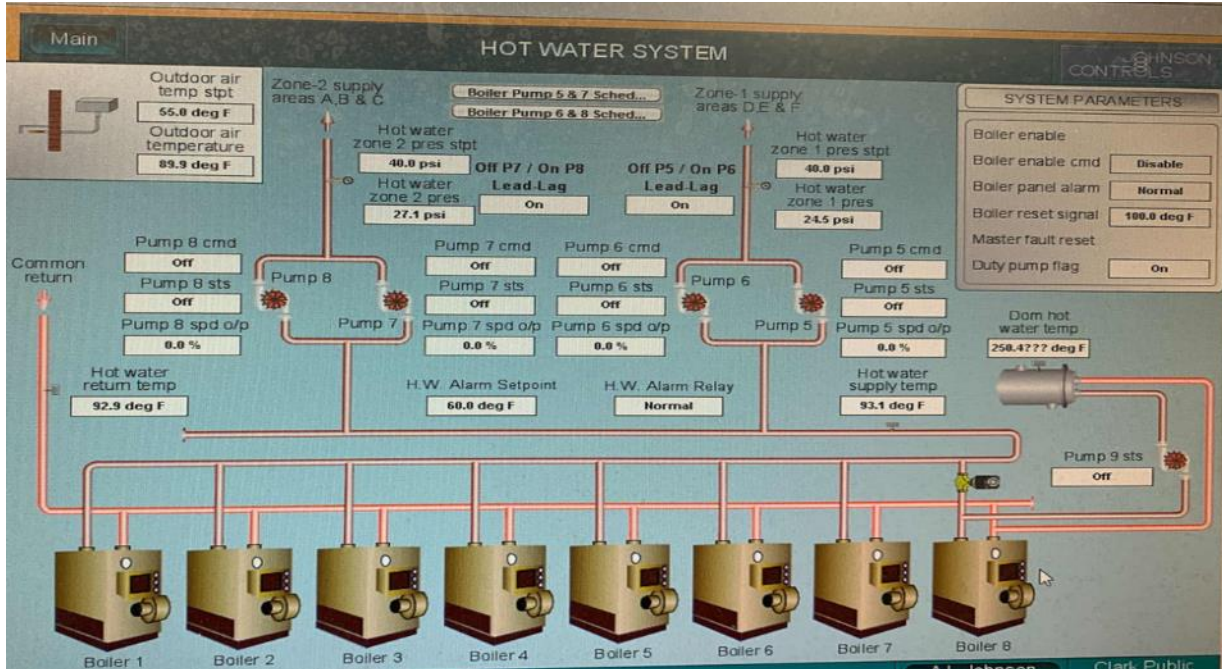 Main
HOT WATER SYSTEM
JOHNSON
CONTROLS
Outdoor air
temp stpt
55.0 deg F
Outdoor air
temperature
89.9 deg F
Zone-2 supply
areas A,B & C
Boiler Pump 5 & 7 Sched...
Boiler Pump 6 & 8 Sched...
Zone-1 supply
areas D,E & F
SYSTEM PARAMETERS
Boiler enable
Boiler enable cmd Disable
Boiler panel alarm Normal
Boiler reset signal 100.0 deg F
Master fault reset
Duty pump flag On
Hot water
zone 2 pres stpt
40.0 psi
Hot water
zone 2 pres
27.1 psi
Off P7 / On P8
Lead-Lag
On
Off P5 / On P6
Lead-Lag
On
Hot water
zone 1 pres stpt
40.0 psi
Hot water
zone 1 pres
24.5 psi
Common
return
Pump 8 cmd
Off
Pump 8 sts
Off
Pump 8 spd o/p
0.0 %
Pump 8
Pump 7
Pump 7 cmd
Off
Pump 7 sts
Off
Pump 7 spd o/p
0.0 %
Pump 6 cmd
Off
Pump 6 sts
Off
Pump 6 spd o/p
0.0 %
Pump 6
Pump 5
Pump 5 cmd
Off
Pump 5 sts
Off
Pump 5 spd o/p
0.0 %
Dom hot
water temp
250.4??? deg F
Hot water
return temp
92.9 deg F
H.W. Alarm Setpoint
60.0 deg F
H.W. Alarm Relay
Normal
Hot water
supply temp
93.1 deg F
Pump 9 sts
Off
Boiler 1
Boiler 2
Boiler 3
Boiler 4
Boiler 5
Boiler 6
Boiler 7
Boiler 8
Johnson
Clark Public